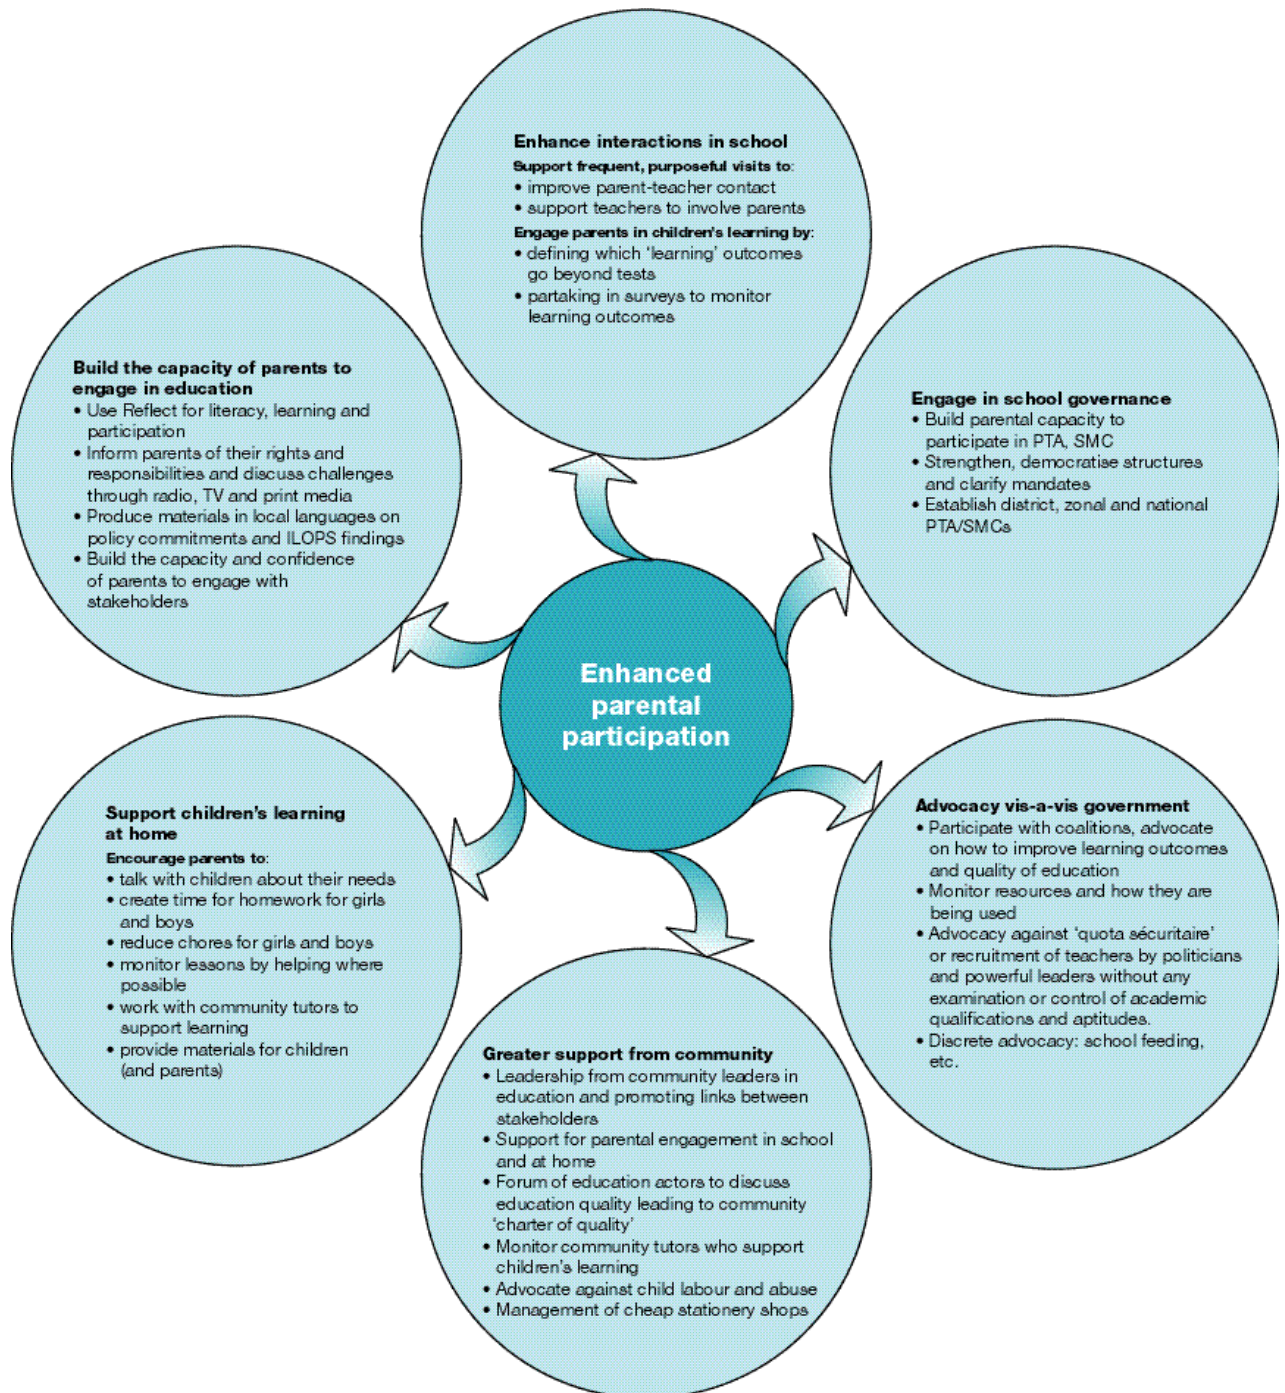 Enhance interactions in school
Support frequent, purposeful visits to:
• improve parent-teacher contact
• support teachers to involve parents
Engage parents in children's learning by:
• defining which 'learning' outcomes
go beyond tests
• partaking in surveys to monitor
learning outcomes
Build the capacity of parents to
engage in education
• Use Reflect for literacy, learning and
participation
• Inform parents of their rights and
responsibilities and discuss challenges
through radio, TV and print media
• Produce materials in local languages on
policy commitments and ILOPS findings
• Build the capacity and confidence
of parents to engage with
stakeholders
Engage in school governance
• Build parental capacity to
participate in PTA, SMC
• Strengthen, democratise structures
and clarify mandates
• Establish district, zonal and national
PTA/SMCs
Enhanced
parental
participation
Support children's learning
at home
Encourage parents to:
• talk with children about their needs
• create time for homework for girls
and boys
• reduce chores for girls and boys
• monitor lessons by helping where
possible
• work with community tutors to
support learning
• provide materials for children
(and parents)
Advocacy vis-a-vis government
• Participate with coalitions, advocate
on how to improve learning outcomes
and quality of education
• Monitor resources and how they are
being used
• Advocacy against 'quota sécuritaire'
or recruitment of teachers by politicians
and powerful leaders without any
examination or control of academic
qualifications and aptitudes.
• Discrete advocacy: school feeding,
etc.
Greater support from community
• Leadership from community leaders in
education and promoting links between
stakeholders
• Support for parental engagement in school
and at home
• Forum of education actors to discuss
education quality leading to community
'charter of quality'
• Monitor community tutors who support
children's learning
• Advocate against child labour and abuse
• Management of cheap stationery shops